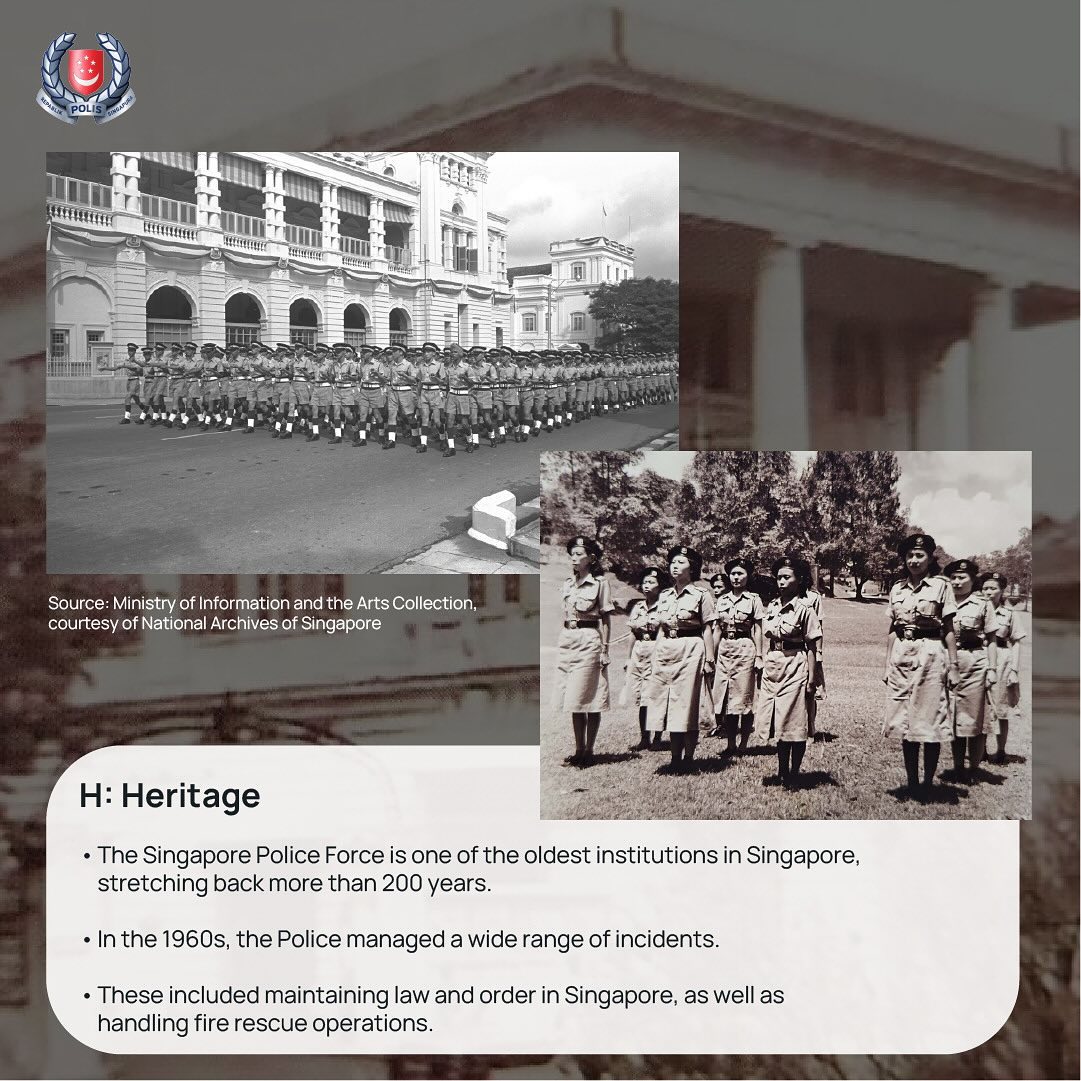 REPABLIK POLIS SINGAPURA
Source: Ministry of Information and the Arts Collection,
courtesy of National Archives of Singapore
H: Heritage
• The Singapore Police Force is one of the oldest institutions in Singapore,
stretching back more than 200 years.
• In the 1960s, the Police managed a wide range of incidents.
• These included maintaining law and order in Singapore, as well as
handling fire rescue operations.